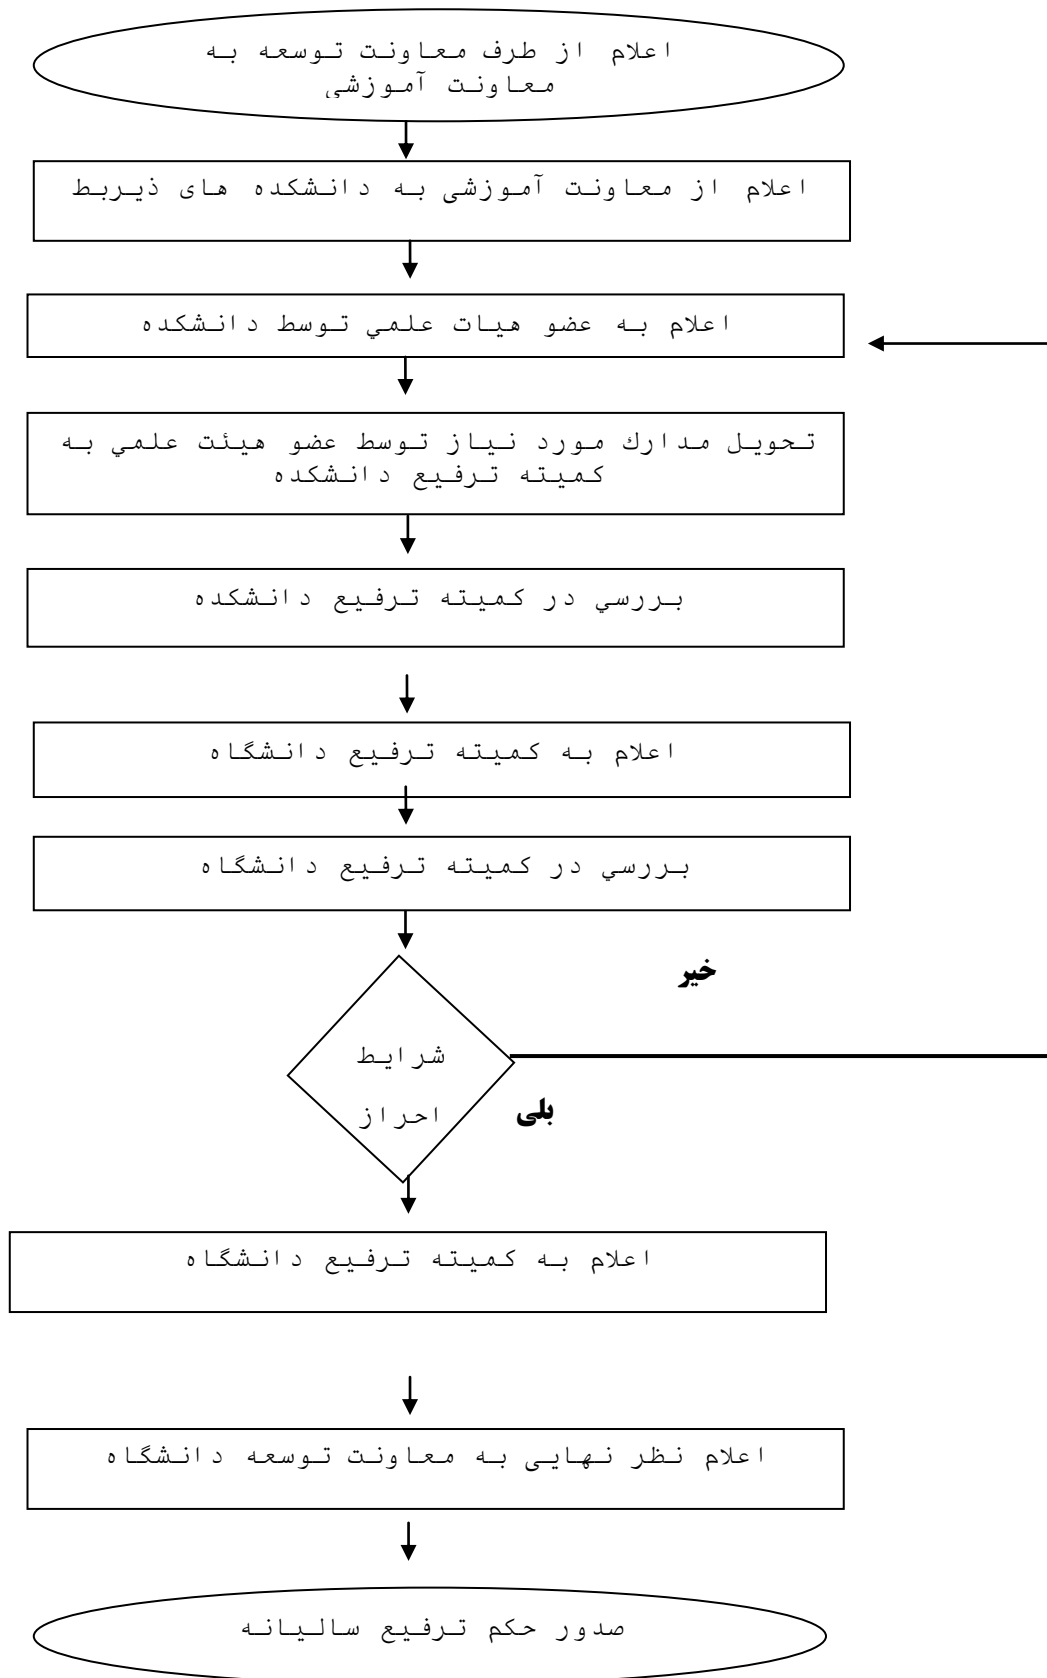 اعلام از طرف معاونت توسعه به
معاونت آموزشی
اعلام از معاونت آموزشی به دانشکده های ذیربط
اعلام به عضو هیات علمي توسط دانشکده
تحویل مدارك مورد نیاز توسط عضو هیئت علمي به
کمیته ترفیع دانشکده
بررسي در کمیته ترفیع دانشکده
اعلام به کمیته ترفیع دانشگاه
بررسي در کمیته ترفیع دانشگاه
خیر
شرایط
احراز
بلی
اعلام به کمیته ترفیع دانشگاه
اعلام نظر نهایی به معاونت توسعه دانشگاه
صدور حکم ترفیع سالیانه